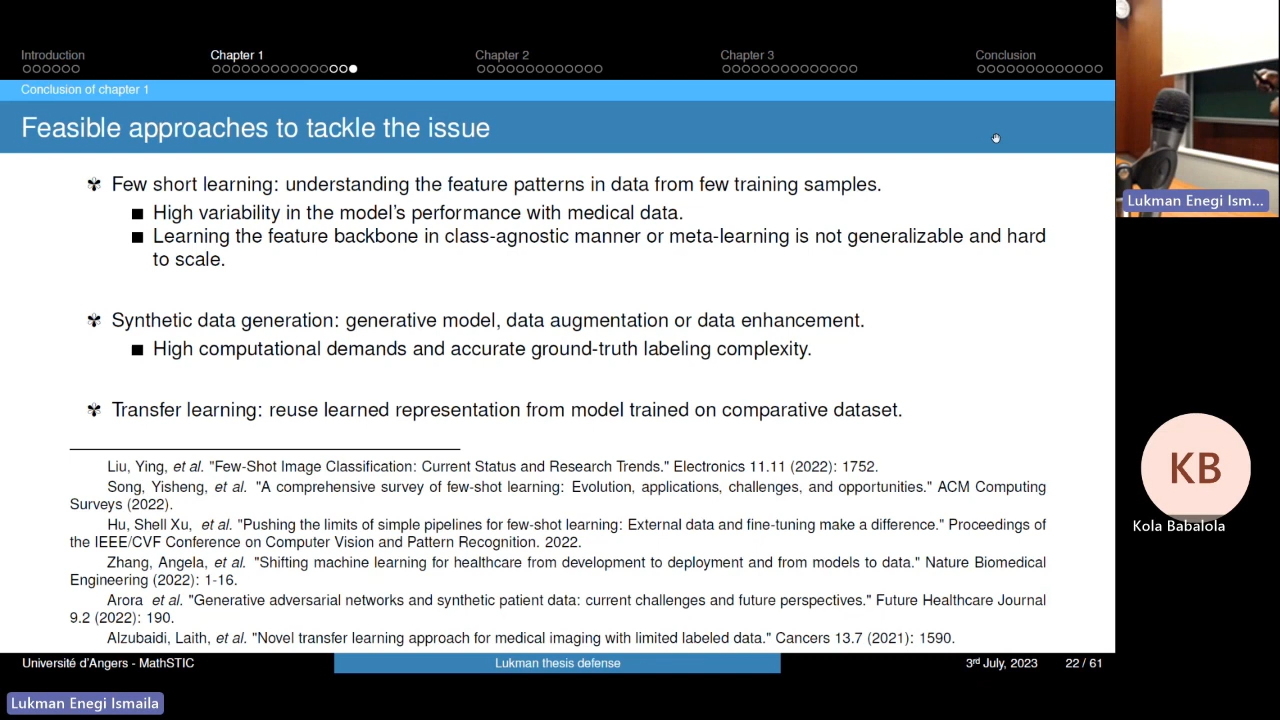 Introduction Chapter 1 Chapter 2 Chapter 3 Conclusion
Conclusion of chapter 1
Feasible approaches to tackle the issue
Few short learning: understanding the feature patterns in data from few training samples.
High variability in the model's performance with medical data.
Learning the feature backbone in class-agnostic manner or meta-learning is not generalizable and hard
to scale.
Synthetic data generation: generative model, data augmentation or data enhancement.
High computational demands and accurate ground-truth labeling complexity.
Transfer learning: reuse learned representation from model trained on comparative dataset.
Liu, Ying, et al. "Few-Shot Image Classification: Current Status and Research Trends." Electronics 11.11 (2022): 1752.
Song, Yisheng, et al. "A comprehensive survey of few-shot learning: Evolution, applications, challenges, and opportunities." ACM Computing
Surveys (2022).
Hu, Shell Xu, et al. "Pushing the limits of simple pipelines for few-shot learning: External data and fine-tuning make a difference." Proceedings of
the IEEE/CVF Conference on Computer Vision and Pattern Recognition. 2022.
Zhang, Angela, et al. "Shifting machine learning for healthcare from development to deployment and from models to data." Nature Biomedical
Engineering (2022): 1-16.
Arora et al. "Generative adversarial networks and synthetic patient data: current challenges and future perspectives." Future Healthcare Journal
9.2 (2022): 190.
Alzubaidi, Laith, et al. "Novel transfer learning approach for medical imaging with limited labeled data." Cancers 13.7 (2021): 1590.
Université d'Angers - MathSTIC Lukman thesis defense 3rd July, 2023 22 / 61
Lukman Enegi Ismaila
Lukman Enegi Ism...
KB
Kola Babalola